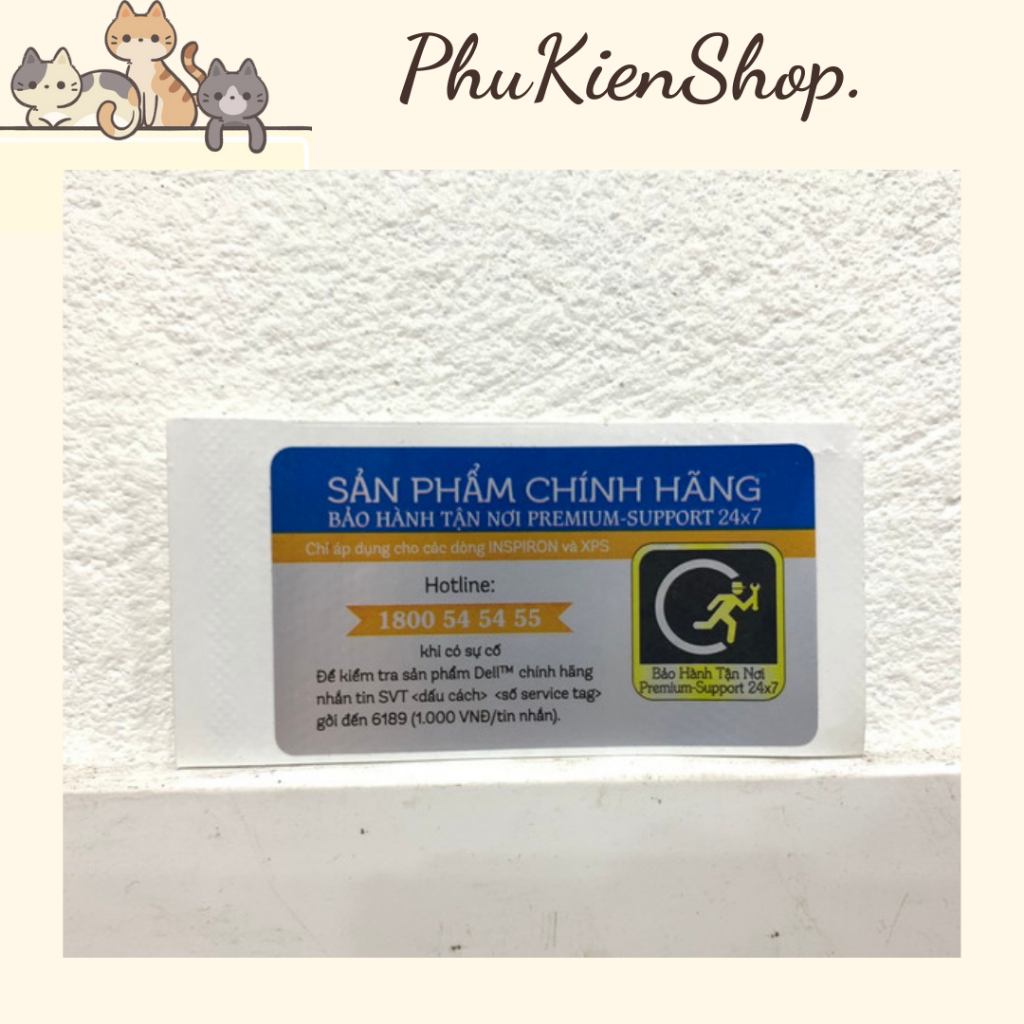 PhuKienShop.
SẢN PHẨM CHÍNH HÃNG
BẢO HÀNH TẬN NƠI PREMIUM-SUPPORT 24x7
Chỉ áp dụng cho các dòng INSPIRON và XPS
Hotline:
1800 54 54 55
khi có sự cố
Để kiểm tra sản phẩm Dell™ chính hãng
nhắn tin SVT <dấu cách> <số service tag>
gởi đến 6189 (1.000 VNĐ/tin nhắn).
Bảo Hành Tận Nơi
Premium-Support 24x7